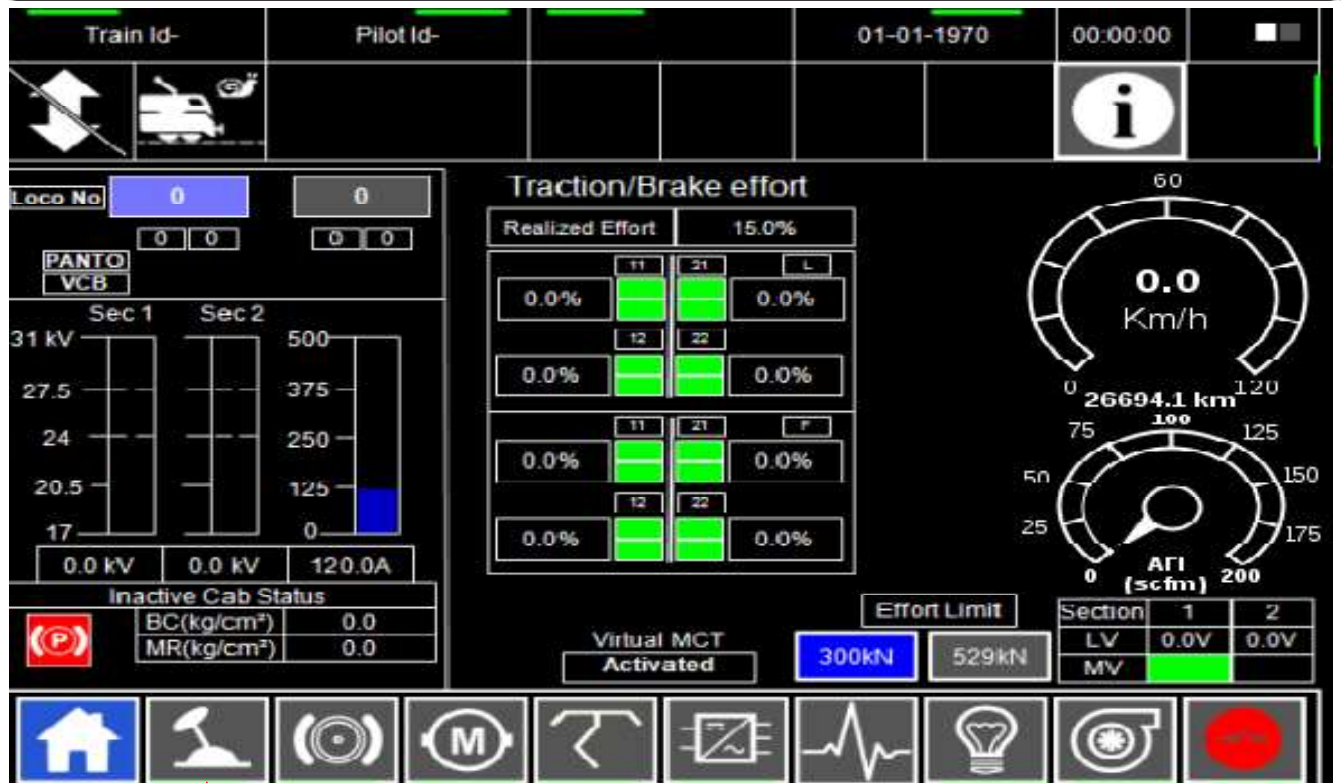 Train Id-
Pilot Id-
01-01-1970
00:00:00
i
Loco No
0
0
0 0
0 0
PANTO
VCB
Sec 1
Sec 2
31 kV
27.5
24
20.5
17
500
375
250
125
0
0.0 kV
0.0 kV
120.0A
Inactive Cab Status
BC(kg/cm²) 0.0
MR(kg/cm²) 0.0
(P)
Traction/Brake effort
Realized Effort 15.0%
11 21 L
0.0% 0.0%
12 22
0.0% 0.0%
11 21 F
0.0% 0.0%
12 22
0.0% 0.0%
Virtual MCT
Activated
Effort Limit
300kN
529kN
60
0.0
Km/h
0
120
26694.1 km
100
75
125
50
150
25
175
0
200
(scfm)
Section 1 2
LV 0.0V 0.0V
MV
M